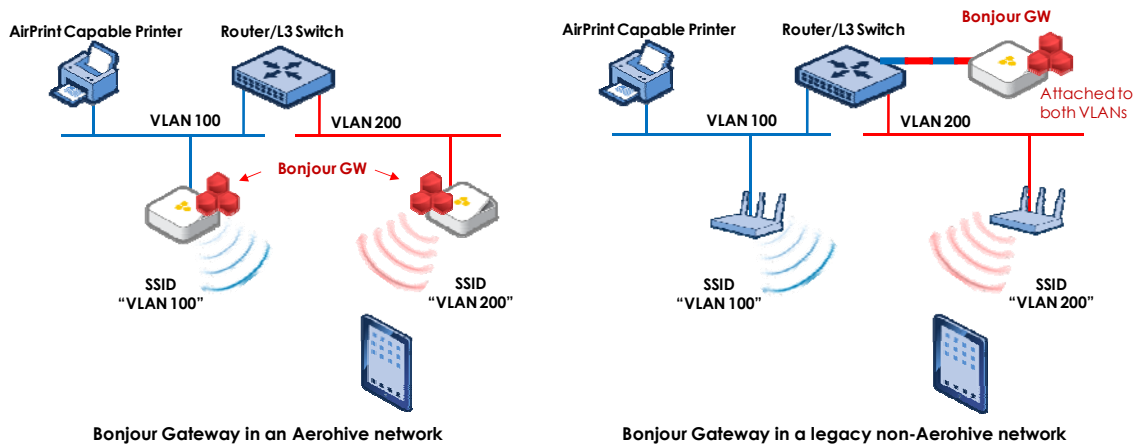 AirPrint Capable Printer
Router/L3 Switch
VLAN 100
VLAN 200
Bonjour GW
SSID
“VLAN 100”
SSID
“VLAN 200”
Bonjour Gateway in an Aerohive network
Bonjour GW
AirPrint Capable Printer
Router/L3 Switch
Attached to
both VLANs
VLAN 100
VLAN 200
SSID
“VLAN 100”
SSID
“VLAN 200”
Bonjour Gateway in a legacy non-Aerohive network